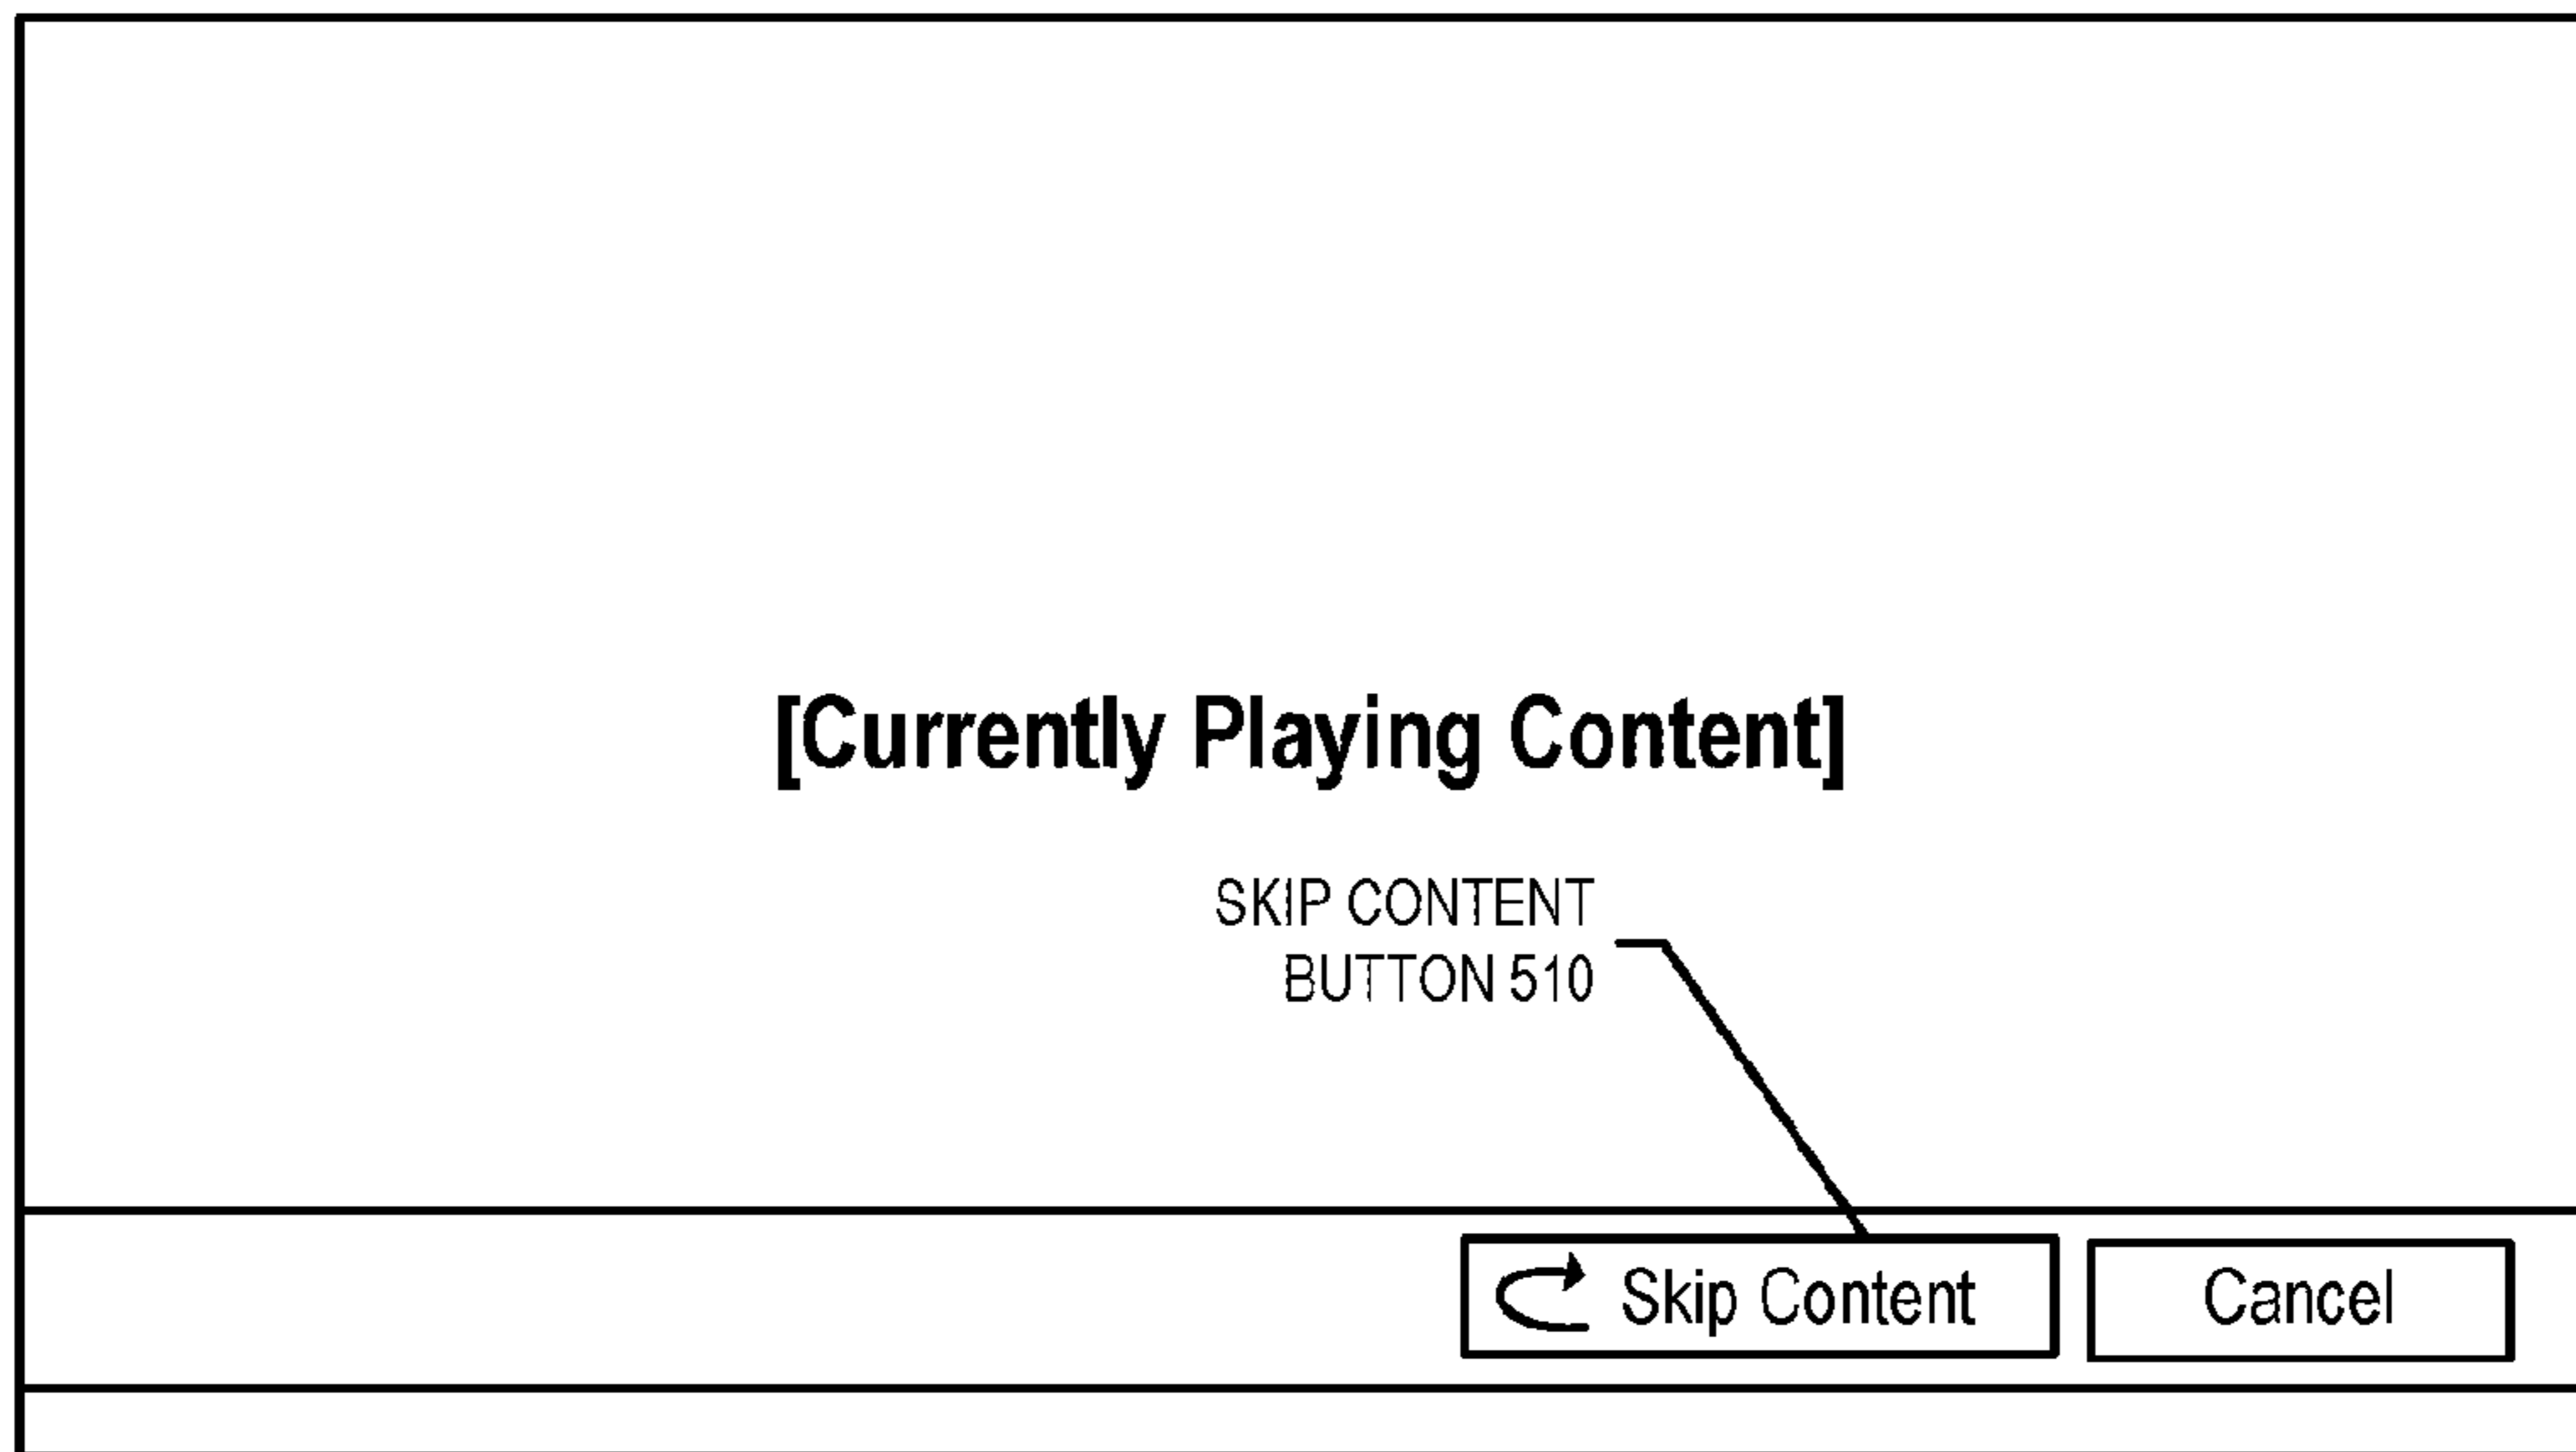 [Currently Playing Content]
SKIP CONTENT
BUTTON 510
Skip Content
Cancel